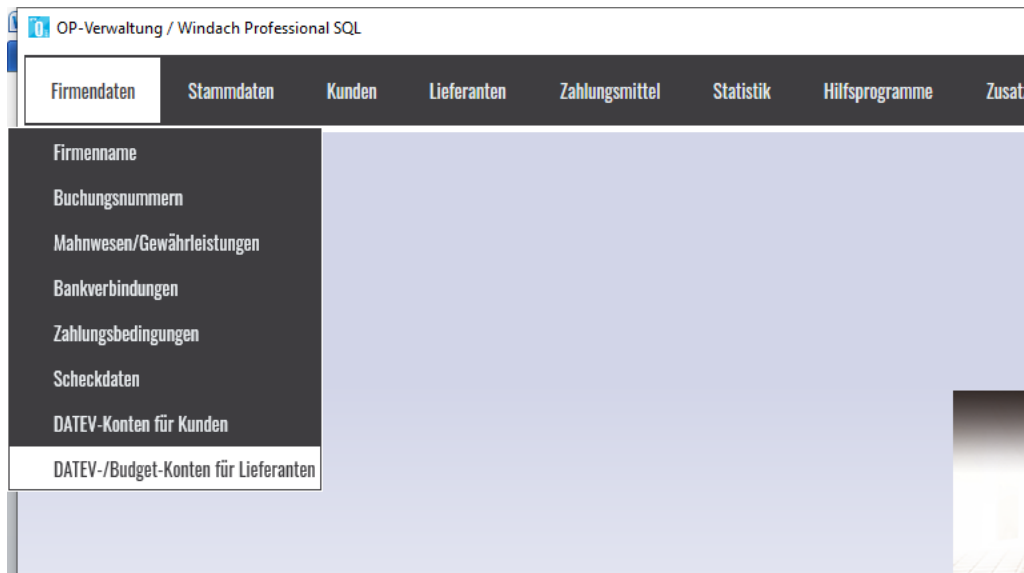 OP-Verwaltung / Windach Professional SQL
Firmendaten Stammdaten Kunden Lieferanten Zahlungsmittel Statistik Hilfsprogramme
Firmenname
Buchungsnummern
Mahnwesen/Gewährleistungen
Bankverbindungen
Zahlungsbedingungen
Scheckdaten
DATEV-Konten für Kunden
DATEV-/Budget-Konten für Lieferanten